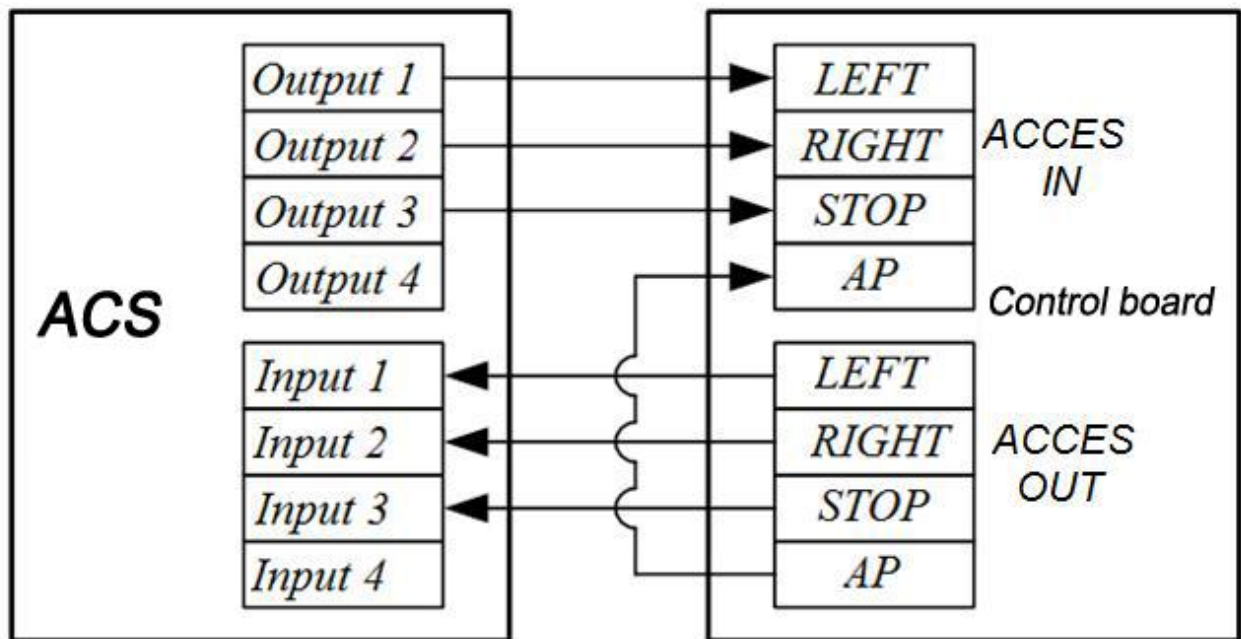 ACS
Output 1
Output 2
Output 3
Output 4
Input 1
Input 2
Input 3
Input 4
LEFT
RIGHT
STOP
AP
ACCES
IN
Control board
LEFT
RIGHT
STOP
AP
ACCES
OUT